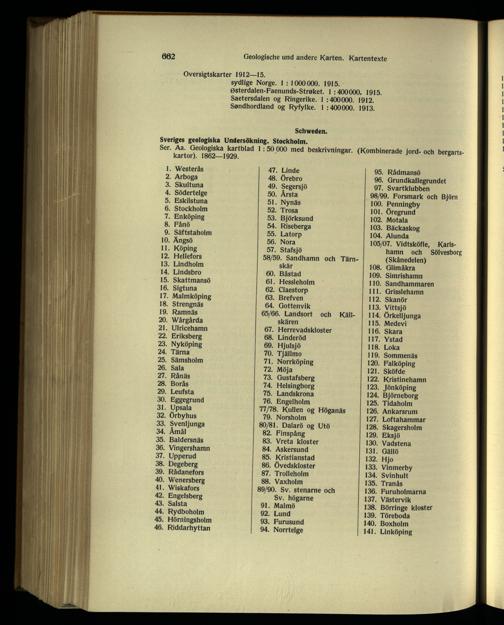 662
Geologische und andere Karten. Kartentexte
Oversigtskarter 1912—15.
sydlige Norge. 1 : 1 000 000. 1915.
Østerdalen-Faemunds-Strøket. 1 : 400 000. 1915.
Saetersdalen og Ringerike. 1 : 400 000. 1912.
Søndhordland og Ryfylke. 1 : 400 000. 1913.
Schweden.
Sveriges geologiska Undersökning. Stockholm.
Ser. Aa. Geologiska kartblad 1 : 50 000 med beskrivningar. (Kombinerade jord- och bergarts-
kartor). 1862—1929.
1. Westerås
2. Arboga
3. Skultuna
4. Södertelge
5. Eskilstuna
6. Stockholm
7. Enköping
8. Fånö
9. Säfstaholm
10. Ängsö
11. Köping
12. Hellefors
13. Lindholm
14. Lindsbro
15. Skattmansö
16. Sigtuna
17. Malmköping
18. Strengnäs
19. Ramnäs
20. Wårgårda
21. Ulricehamn
22. Eriksberg
23. Nyköping
24. Tärna
25. Sämsholm
26. Sala
27. Rånäs
28. Borås
29. Leufsta
30. Eggegrund
31. Upsala
32. Örbyhus
33. Svenljunga
34. Åmål
35. Baldersnäs
36. Vingershamn
37. Upperud
38. Degeberg
39. Rådanefors
40. Wenersberg
41. Wiskafors
42. Engelsberg
43. Salsta
44. Rydboholm
45. Hörningsholm
46. Riddarhyttan
47. Linde
48. Örebro
49. Segersjö
50. Årsta
51. Nynäs
52. Trosa
53. Björksund
54. Riseberga
55. Latorp
56. Nora
57. Stafsjö
58/59. Sandhamn och Tärn-
skär
60. Båstad
61. Hessleholm
62. Claestorp
63. Brefven
64. Gottenvik
65/66. Landsort och Käll-
skären
67. Herrevadskloster
68. Linderöd
69. Hjulsjö
70. Tjällmo
71. Norrköping
72. Möja
73. Gustafsberg
74. Helsingborg
75. Landskrona
76. Engelholm
77/78. Kullen og Höganäs
79. Norsholm
80/81. Dalarö og Utö
82. Finspång
83. Vreta kloster
84. Askersund
85. Kristianstad
86. Övedskloster
87. Trolleholm
88. Vaxholm
89/90. Sv. stenarne och
Sv. högarne
91. Malmö
92. Lund
93. Furusund
94. Norrtelge
95. Rådmansö
96. Grundkallegrundet
97. Svartklubben
98/99. Forsmark och Björn
100. Penningby
101. Öregrund
102. Motala
103. Bäckaskog
104. Alunda
105/07. Vidtsköfle, Karls-
hamn och Sölvesborg
(Skånedelen)
108. Glimåkra
109. Simrishamn
110. Sandhammaren
111. Grisslehamn
112. Skanör
113. Vittsjö
114. Örkelljunga
115. Medevi
116. Skara
117. Ystad
118. Loka
119. Sommenäs
120. Falköping
121. Sköfde
122. Kristinehamn
123. Jönköping
124. Björneborg
125. Tidaholm
126. Ankarsrum
127. Loftahammar
128. Skagersholm
129. Eksjö
130. Vadstena
131. Gällö
132. Hjo
133. Vimmerby
134. Svinhult
135. Tranås
136. Furuholmarna
137. Västervik
138. Börringe kloster
139. Töreboda
140. Boxholm
141. Linköping